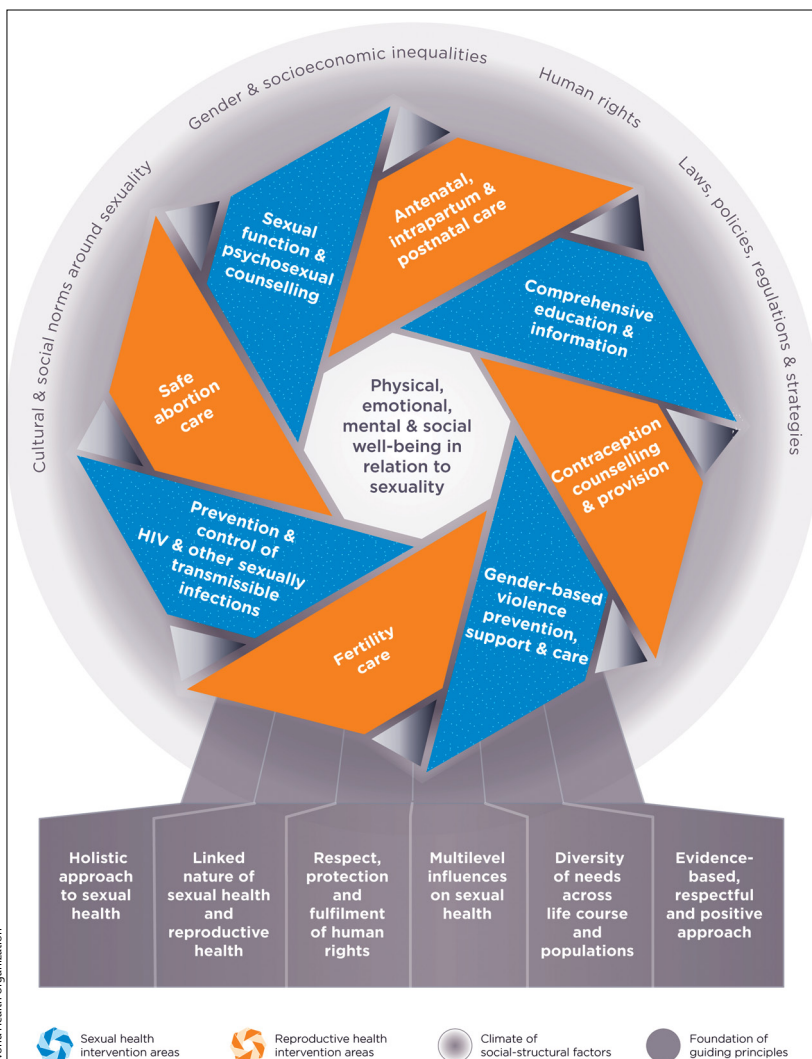 Gender & socioeconomic inequalities
Human rights
Cultural & social norms around sexuality
Laws, policies, regulations & strategies
Sexual
function &
psychosexual
counselling
Antenatal,
intrapartum &
postnatal care
Comprehensive
education &
information
Safe
abortion
care
Physical,
emotional,
mental & social
well-being in
relation to
sexuality
Contraception
counselling
& provision
Prevention &
control of
HIV & other sexually
transmissible
infections
Gender-based
violence
prevention,
support & care
Fertility
care
Holistic
approach
to sexual
health
Linked
nature of
sexual health
and
reproductive
health
Respect,
protection
and
fulfilment
of human
rights
Multilevel
influences
on sexual
health
Diversity
of needs
across
life course
and
populations
Evidence-
based,
respectful
and positive
approach
Sexual health
intervention areas
Reproductive health
intervention areas
Climate of
social-structural factors
Foundation of
guiding principles
Health Organization